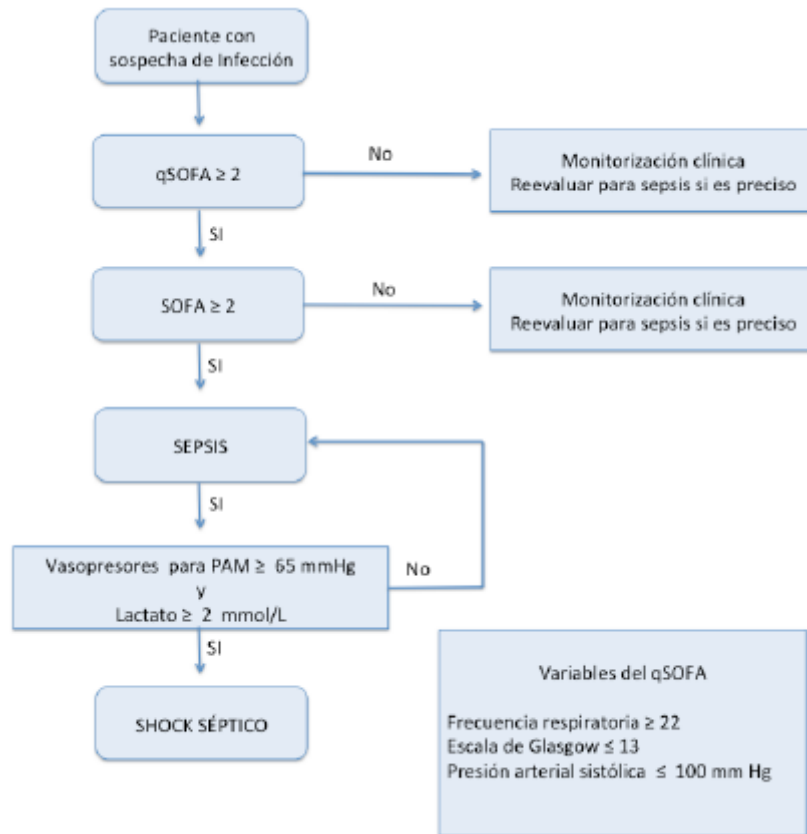 Paciente con
sospecha de Infección
qSOFA ≥ 2
No
Monitorización clínica
Reevaluar para sepsis si es preciso
SI
SOFA ≥ 2
No
Monitorización clínica
Reevaluar para sepsis si es preciso
SI
SEPSIS
SI
Vasopresores para PAM ≥ 65 mmHg
y
Lactato ≥ 2 mmol/L
No
SI
SHOCK SÉPTICO
Variables del qSOFA
Frecuencia respiratoria ≥ 22
Escala de Glasgow ≤ 13
Presión arterial sistólica ≤ 100 mm Hg